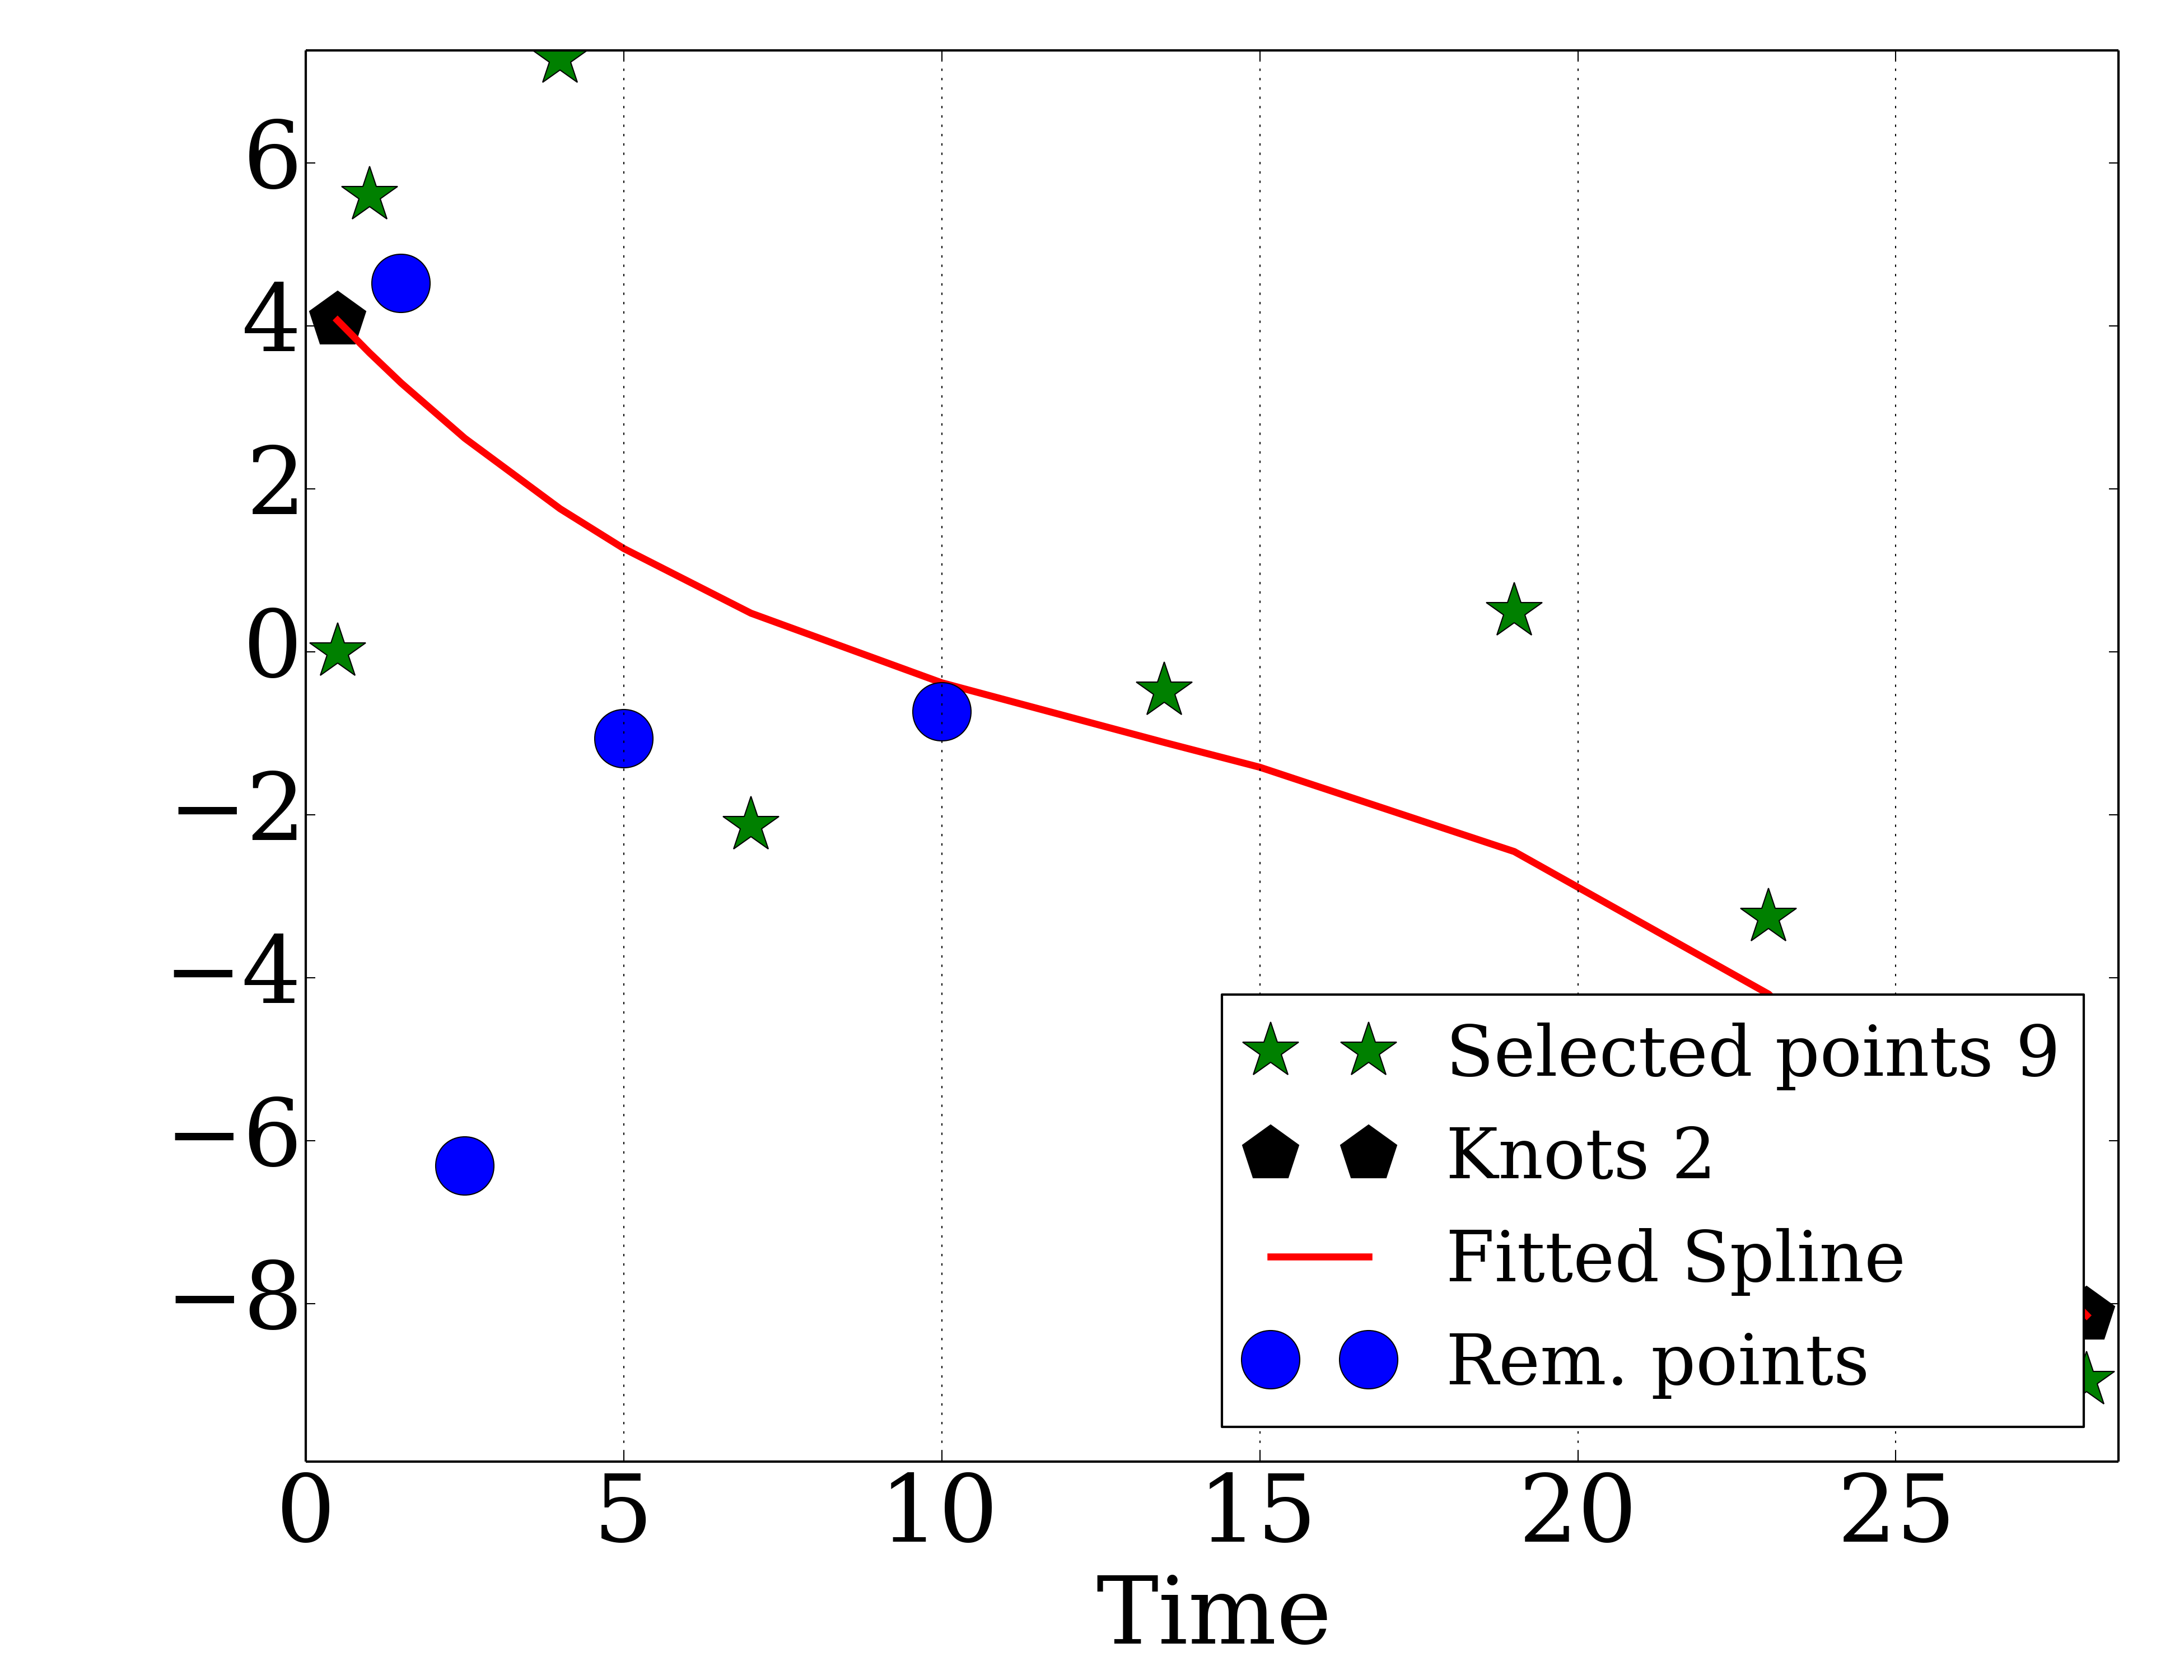 6
4
2
0
−2
−4
−6
−8
Selected points 9
Knots 2
Fitted Spline
Rem. points
0 5 10 15 20 25
Time